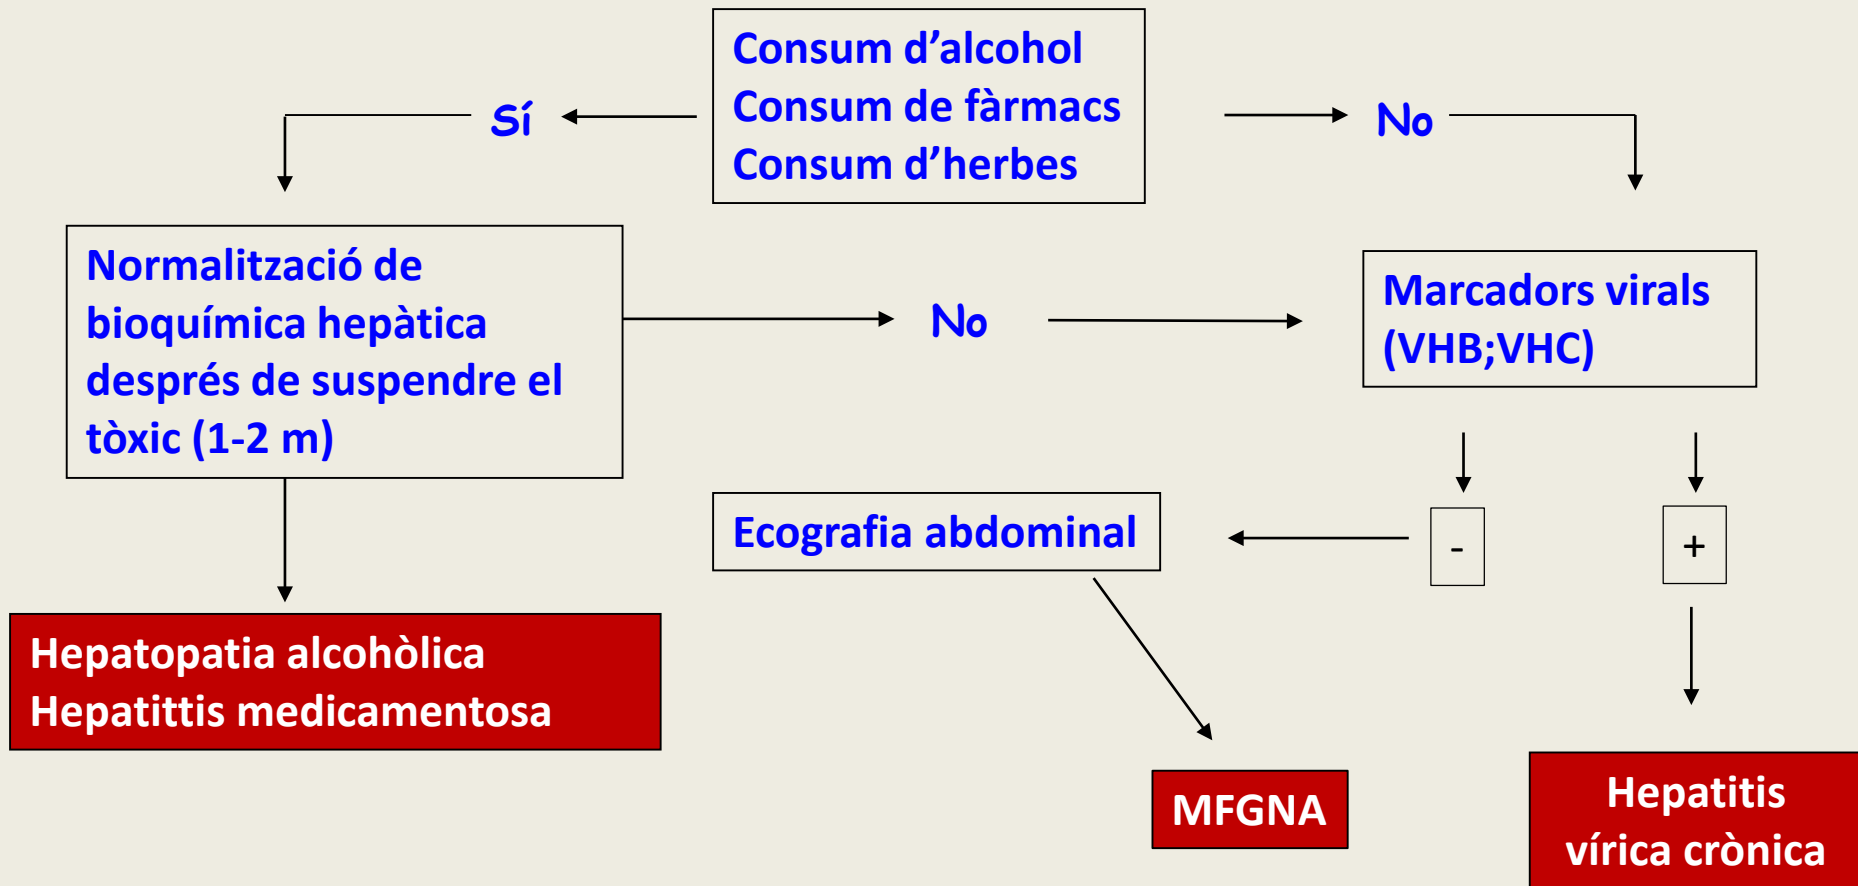 Consum d’alcohol
Consum de fàrmacs
Consum d’herbes
Sí
No
Normalització de
bioquímica hepàtica
després de suspendre el
tòxic (1-2 m)
No
Marcadors virals
(VHB;VHC)
Ecografia abdominal
-
+
Hepatopatia alcohòlica
Hepatittis medicamentosa
MFGNA
Hepatitis
vírica crònica